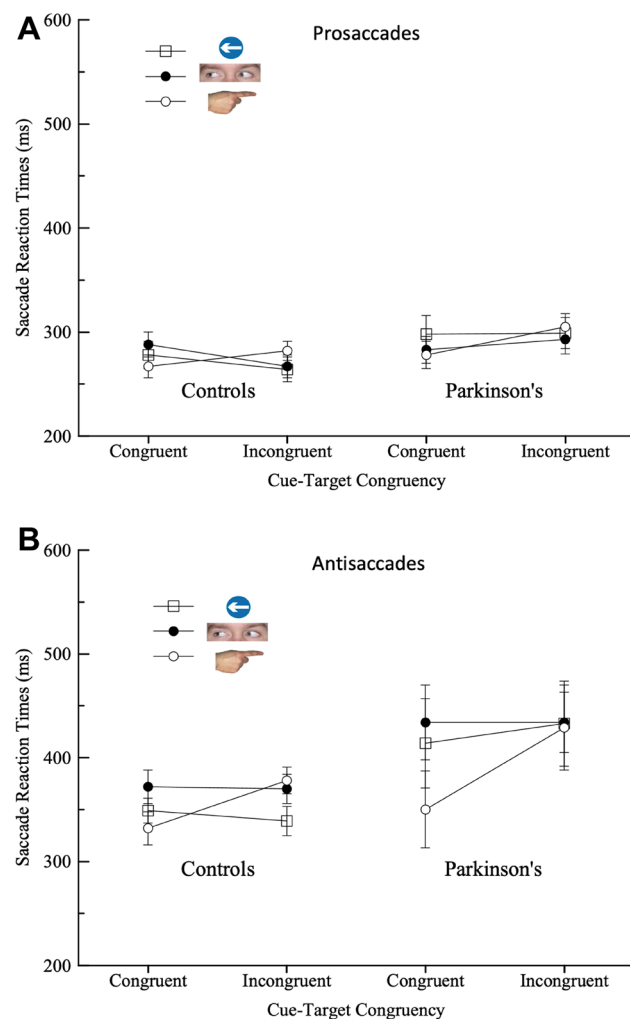 A
Prosaccades
600
500
400
300
200
Saccade Reaction Times (ms)
Controls
Parkinson's
Congruent
Incongruent
Congruent
Incongruent
Cue-Target Congruency
B
Antisaccades
600
500
400
300
200
Saccade Reaction Times (ms)
Controls
Parkinson's
Congruent
Incongruent
Congruent
Incongruent
Cue-Target Congruency